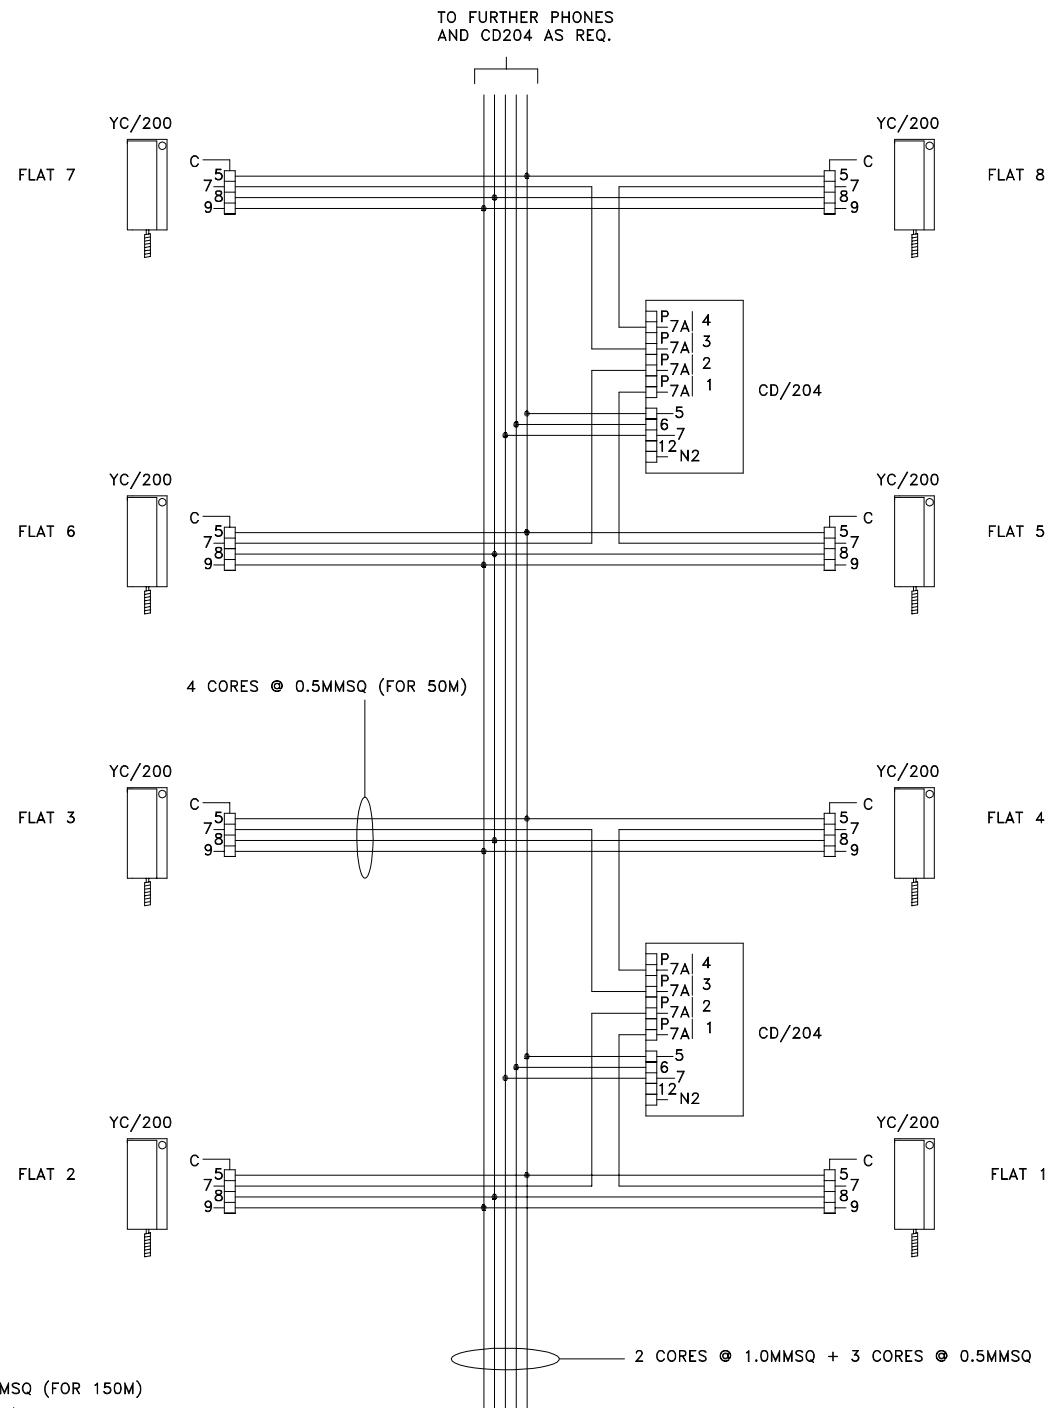 TO FURTHER PHONES
AND CD204 AS REQ.
YC/200
YC/200
FLAT 7
C
5
7
8
9
C
5
7
8
9
FLAT 8
P
7A 4
P
7A 3
P
7A 2
P
7A 1
5
6
7
12
N2
CD/204
YC/200
YC/200
FLAT 6
C
5
7
8
9
C
5
7
8
9
FLAT 5
4 CORES @ 0.5MMSQ (FOR 50M)
YC/200
YC/200
FLAT 3
C
5
7
8
9
C
5
7
8
9
FLAT 4
P
7A 4
P
7A 3
P
7A 2
P
7A 1
5
6
7
12
N2
CD/204
YC/200
YC/200
FLAT 2
C
5
7
8
9
C
5
7
8
9
FLAT 1
2 CORES @ 1.0MMSQ + 3 CORES @ 0.5MMSQ
MSQ (FOR 150M)